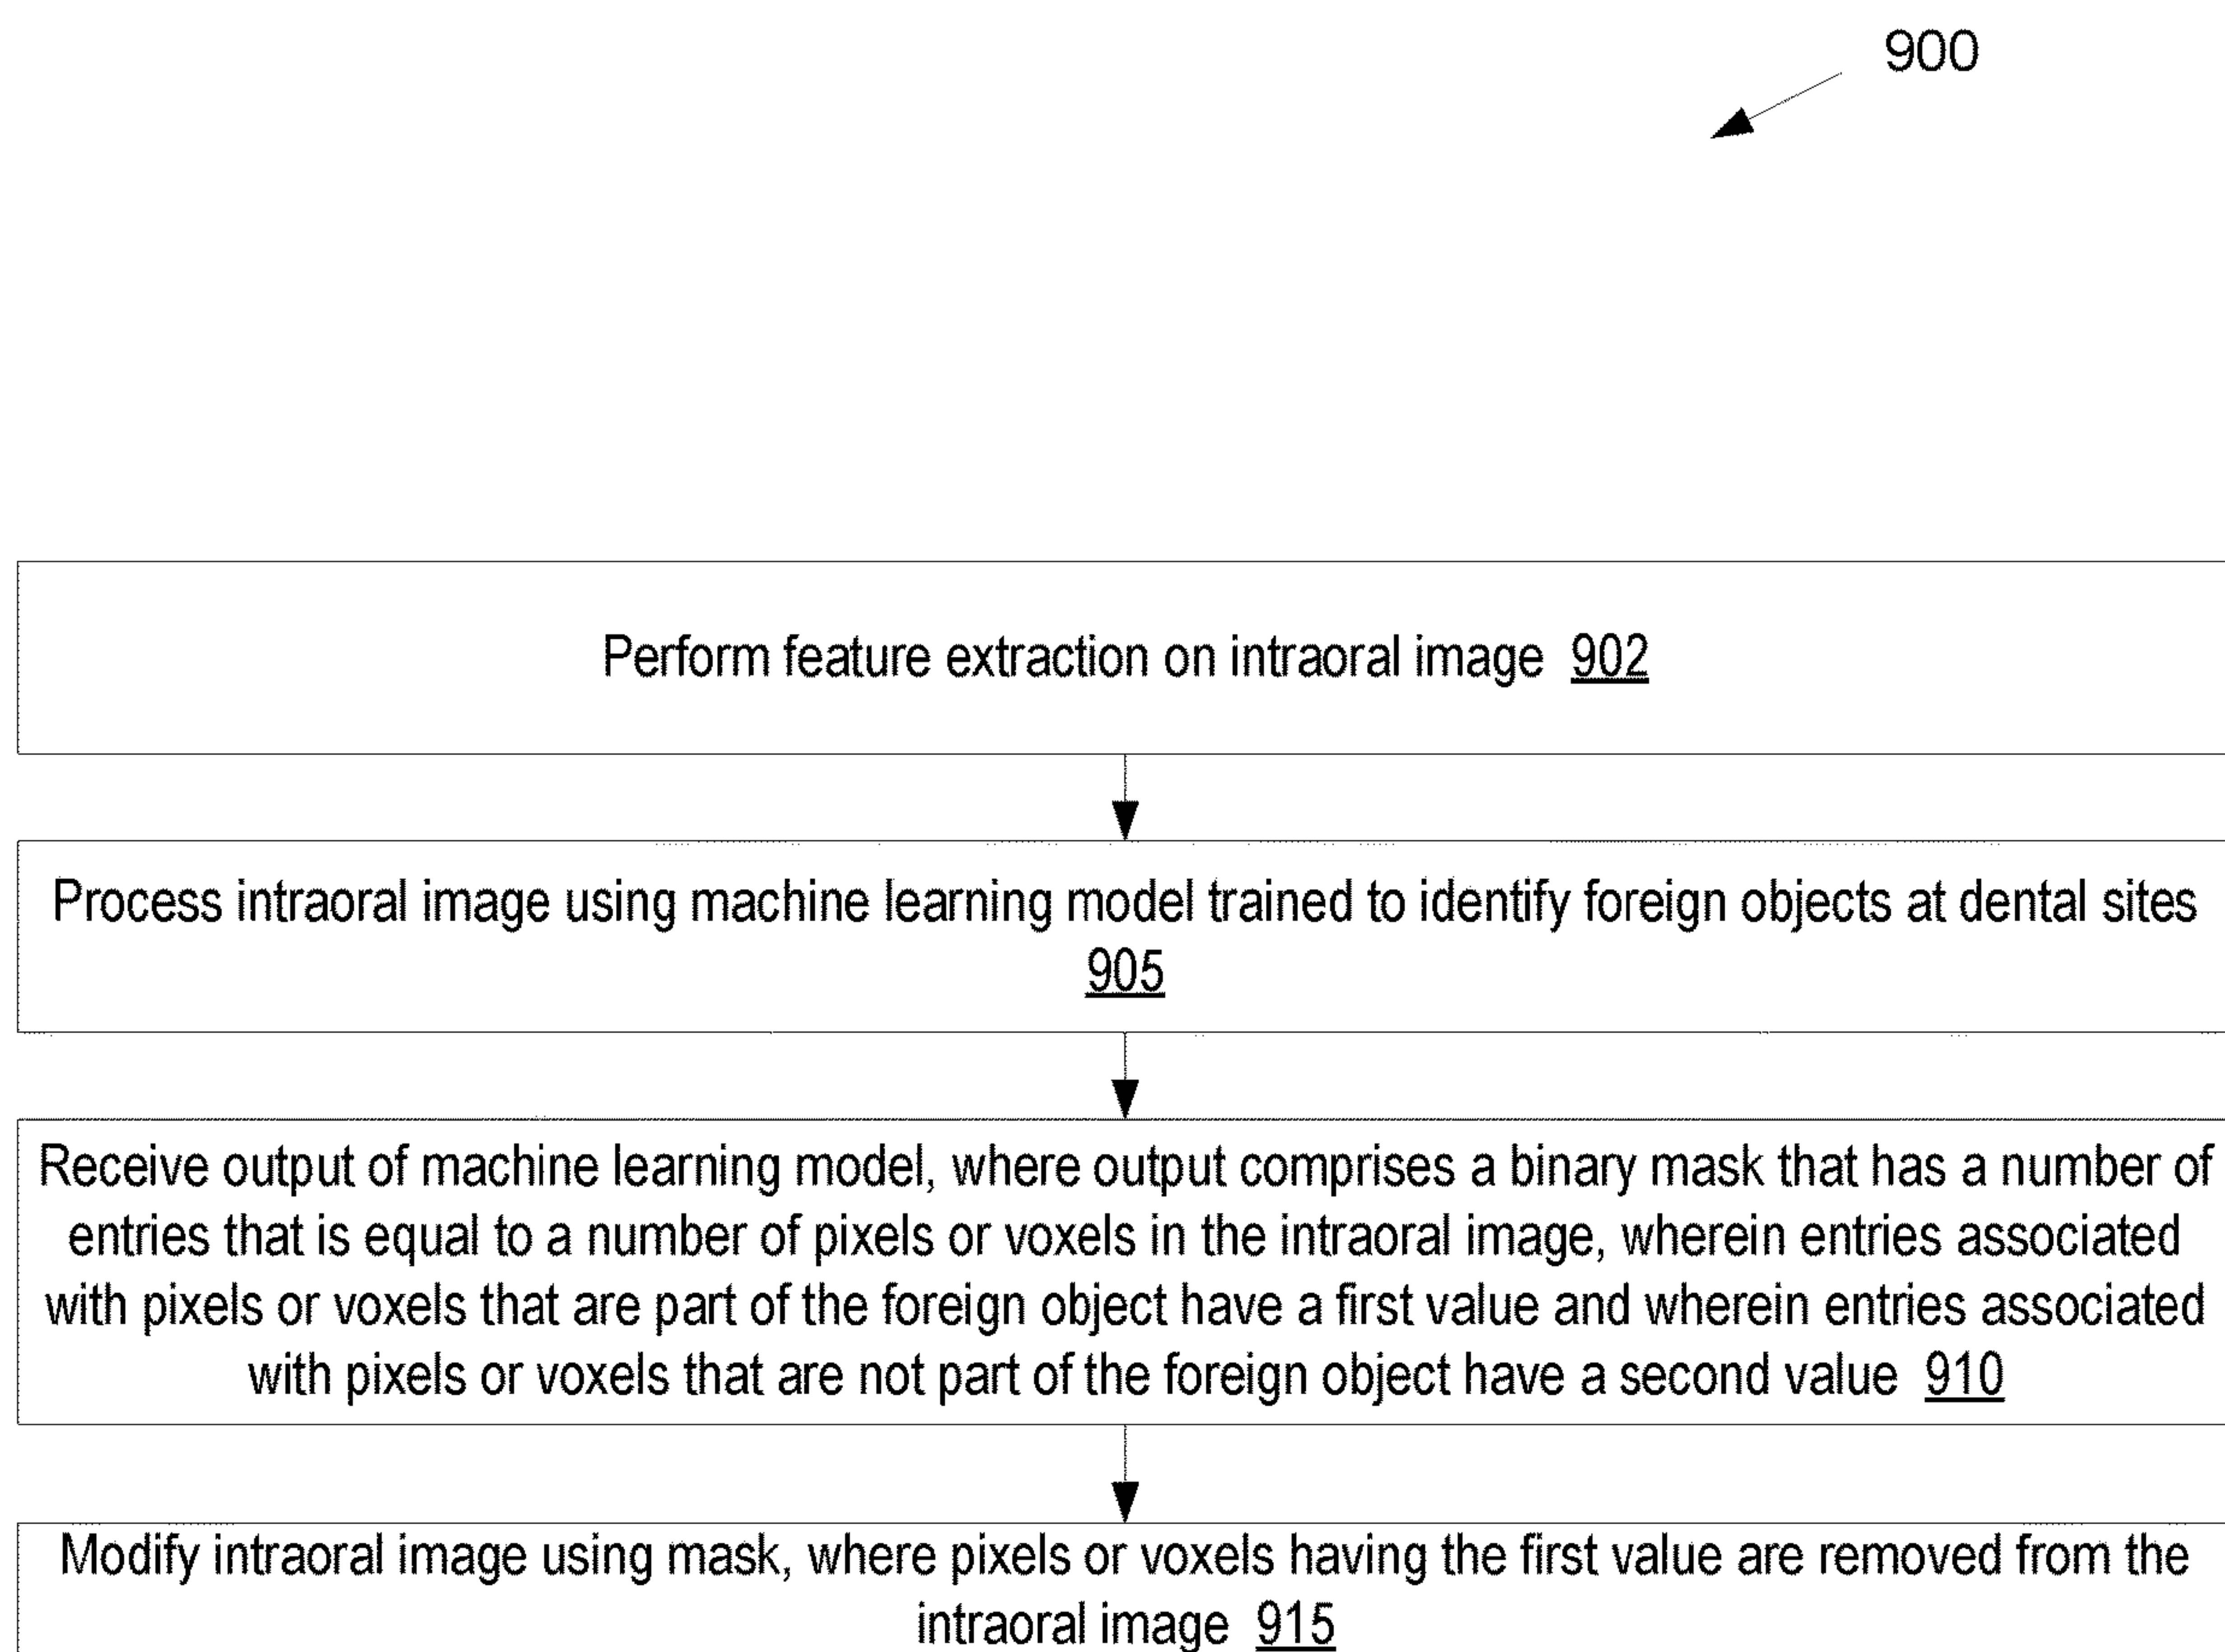 900
Perform feature extraction on intraoral image 902
Process intraoral image using machine learning model trained to identify foreign objects at dental sites
905
Receive output of machine learning model, where output comprises a binary mask that has a number of
entries that is equal to a number of pixels or voxels in the intraoral image, wherein entries associated
with pixels or voxels that are part of the foreign object have a first value and wherein entries associated
with pixels or voxels that are not part of the foreign object have a second value 910
Modify intraoral image using mask, where pixels or voxels having the first value are removed from the
intraoral image 915